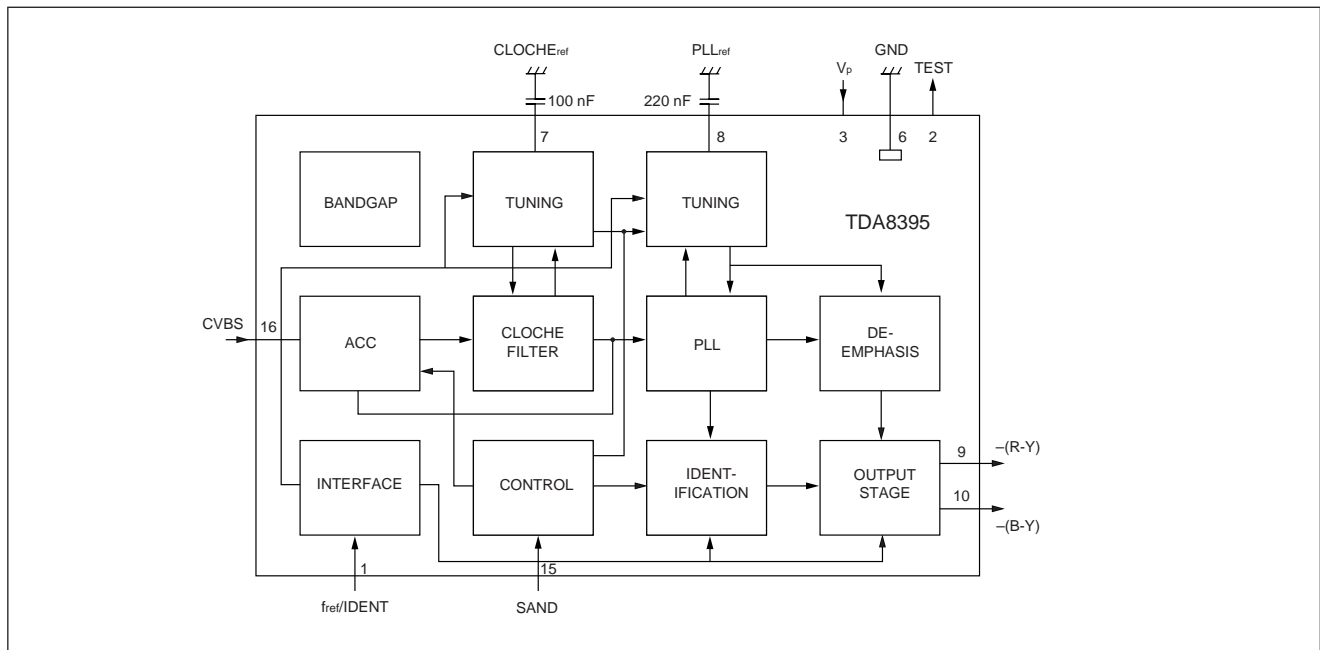 CLOCHEref
PLLref
GND
Vp
TEST
100 nF
220 nF
7
8
3
6
2
BANDGAP
TUNING
TUNING
TDA8395
CVBS
16
ACC
CLOCHE
FILTER
PLL
DE-
EMPHASIS
INTERFACE
CONTROL
IDENT-
IFICATION
OUTPUT
STAGE
9
–(R-Y)
10
–(B-Y)
1
15
fref/IDENT
SAND